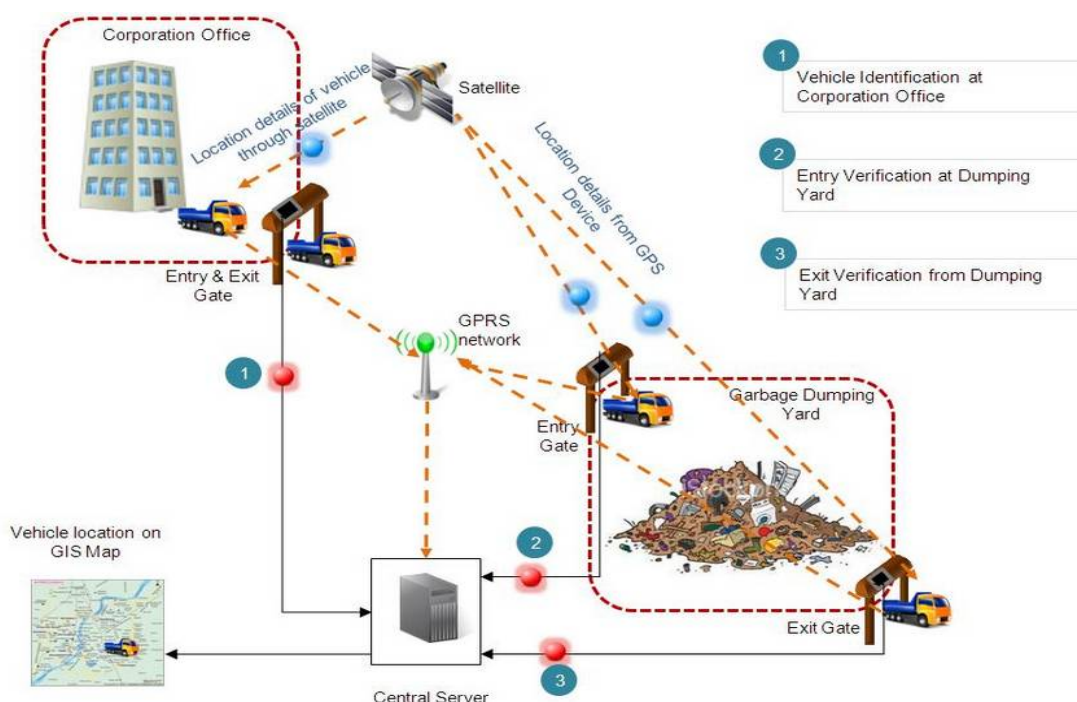 Corporation Office
Satellite
Location details of vehicle
through satellite
Location details from GPS
Device
1
Vehicle Identification at
Corporation Office
2
Entry Verification at Dumping
Yard
3
Exit Verification from Dumping
Yard
Entry & Exit
Gate
GPRS
network
1
Entry
Gate
Garbage Dumping
Yard
Vehicle location on
GIS Map
2
Exit Gate
3
Central Server